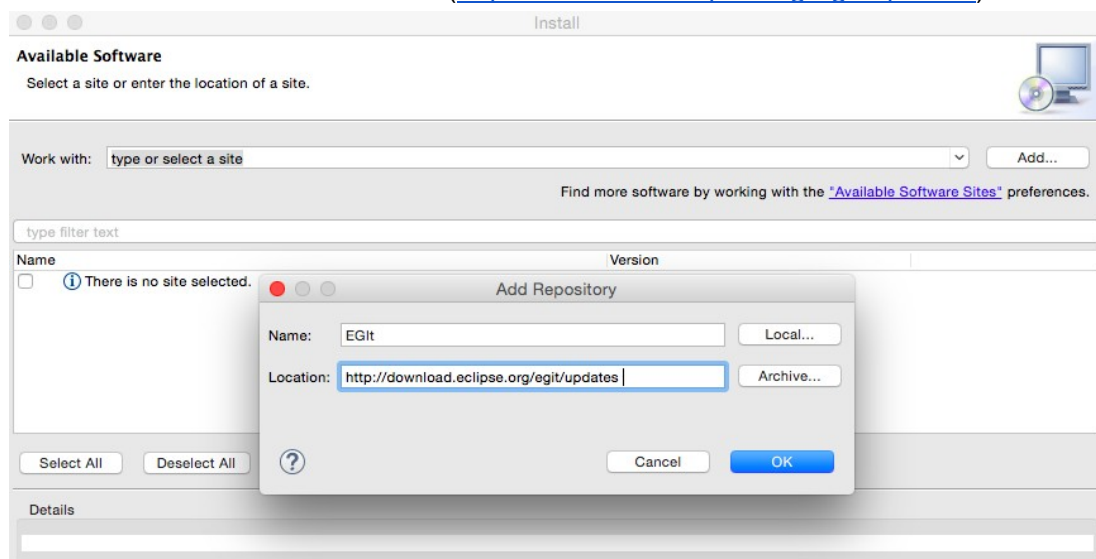 Install
Available Software
Select a site or enter the location of a site.
Work with: type or select a site Add...
Find more software by working with the "Available Software Sites" preferences.
type filter text
Name Version
There is no site selected.
Add Repository
Name: EGIt Local...
Location: http://download.eclipse.org/egit/updates Archive...
Select All Deselect All ? Cancel OK
Details